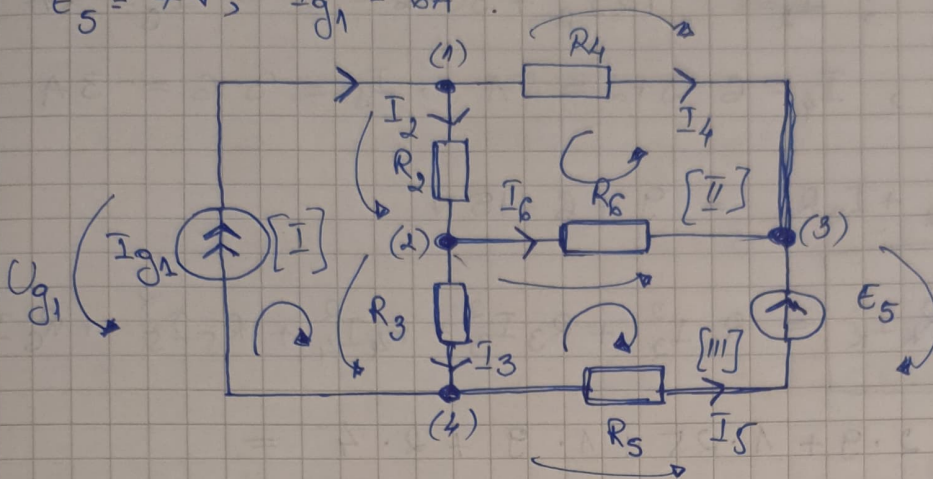 (1)
R4
I2
I4
R2
I6
R6
[II]
(2)
(3)
Ug1
Ig1
[I]
R3
E5
I3
[III]
(4)
R5
I5